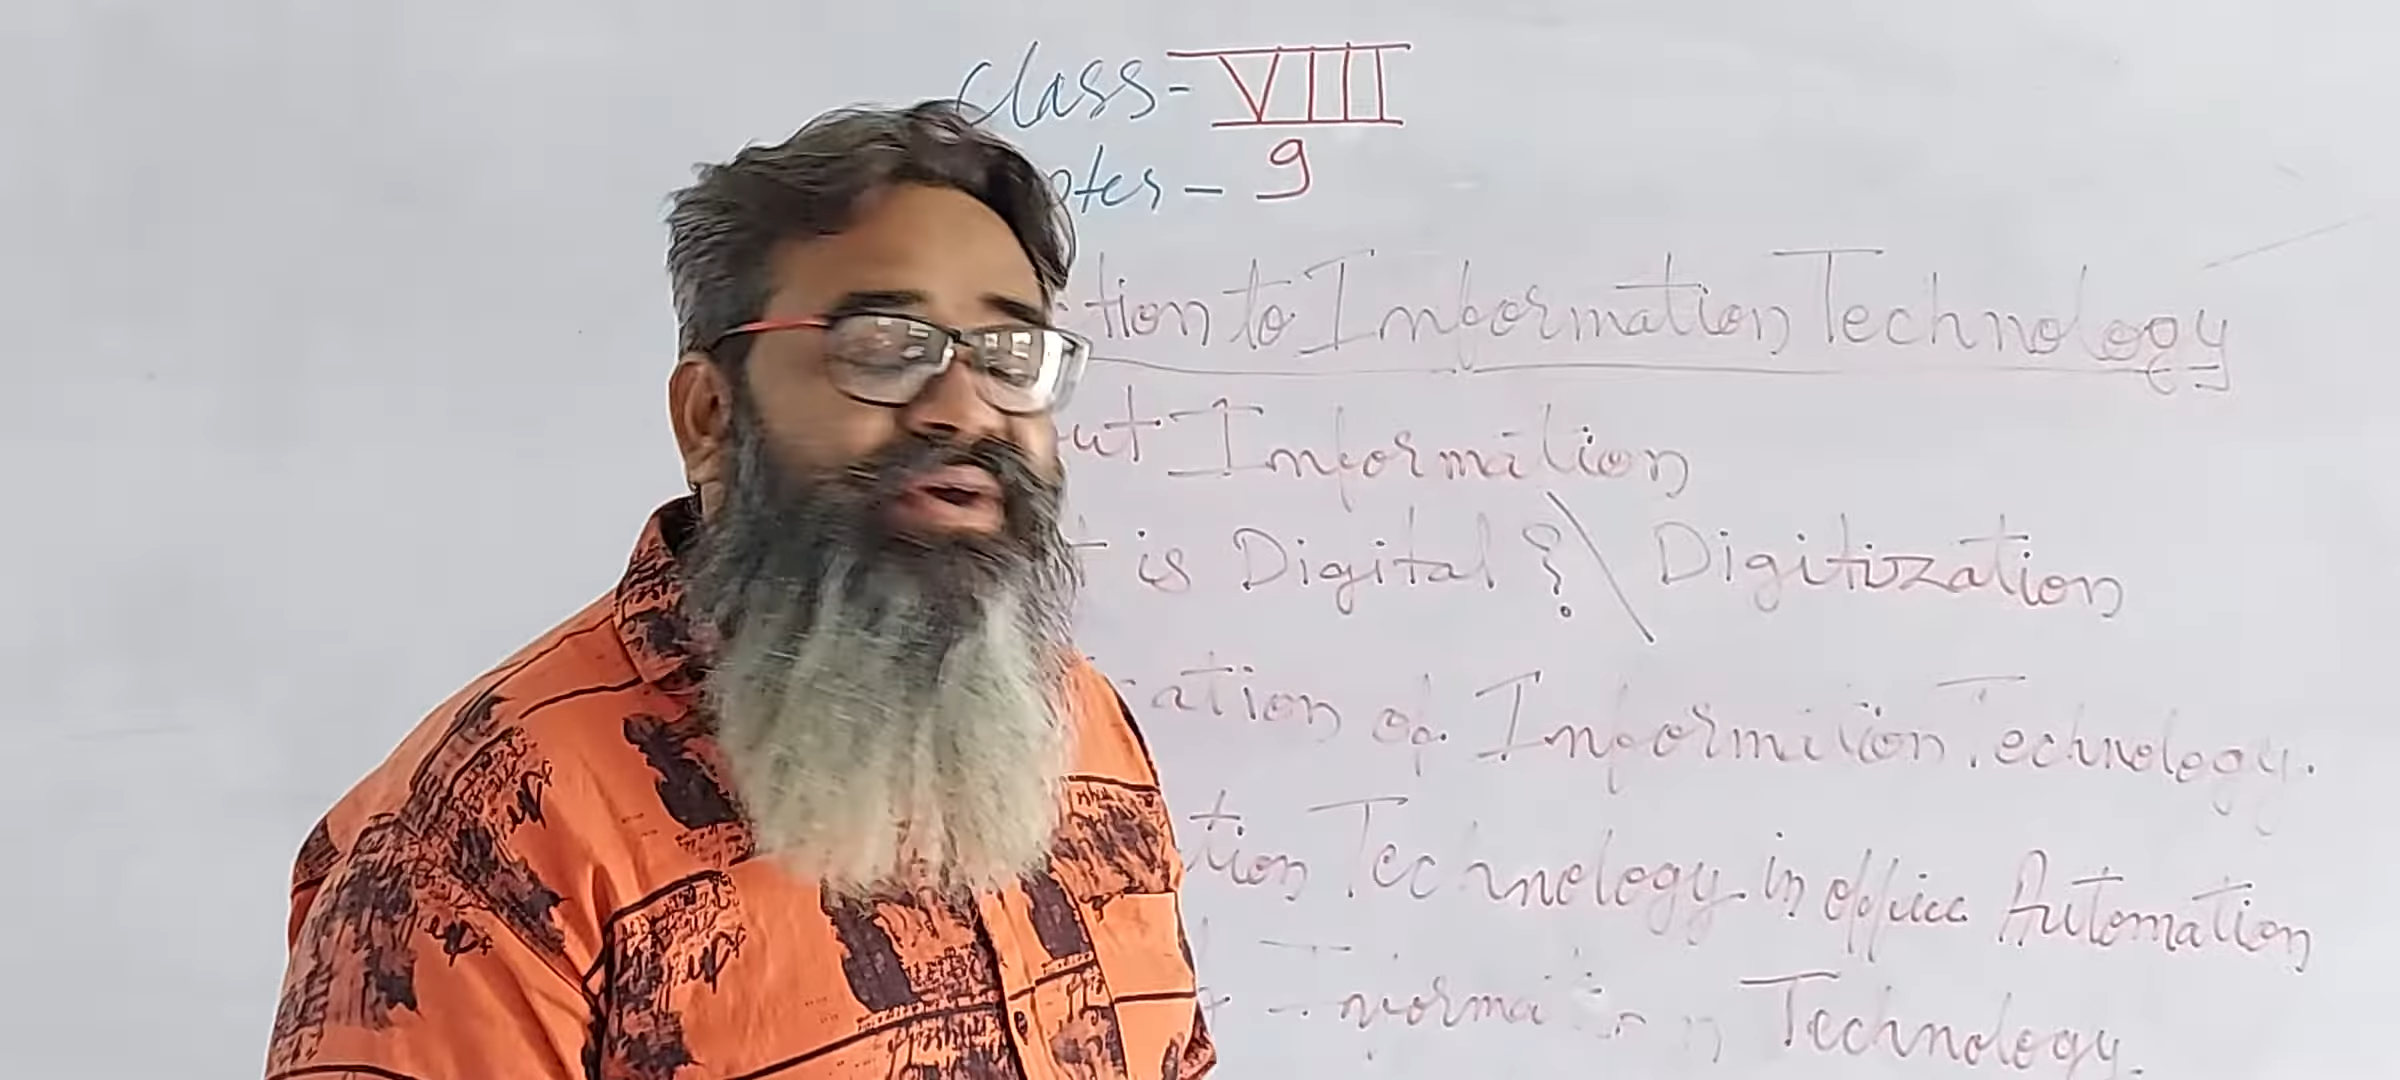 class- VIII
pter - 9
tion to Information Technology
ut Information
t is Digital ? \ Digitization
cation of Information Technology.
tion Technology in office Automation
Technology.